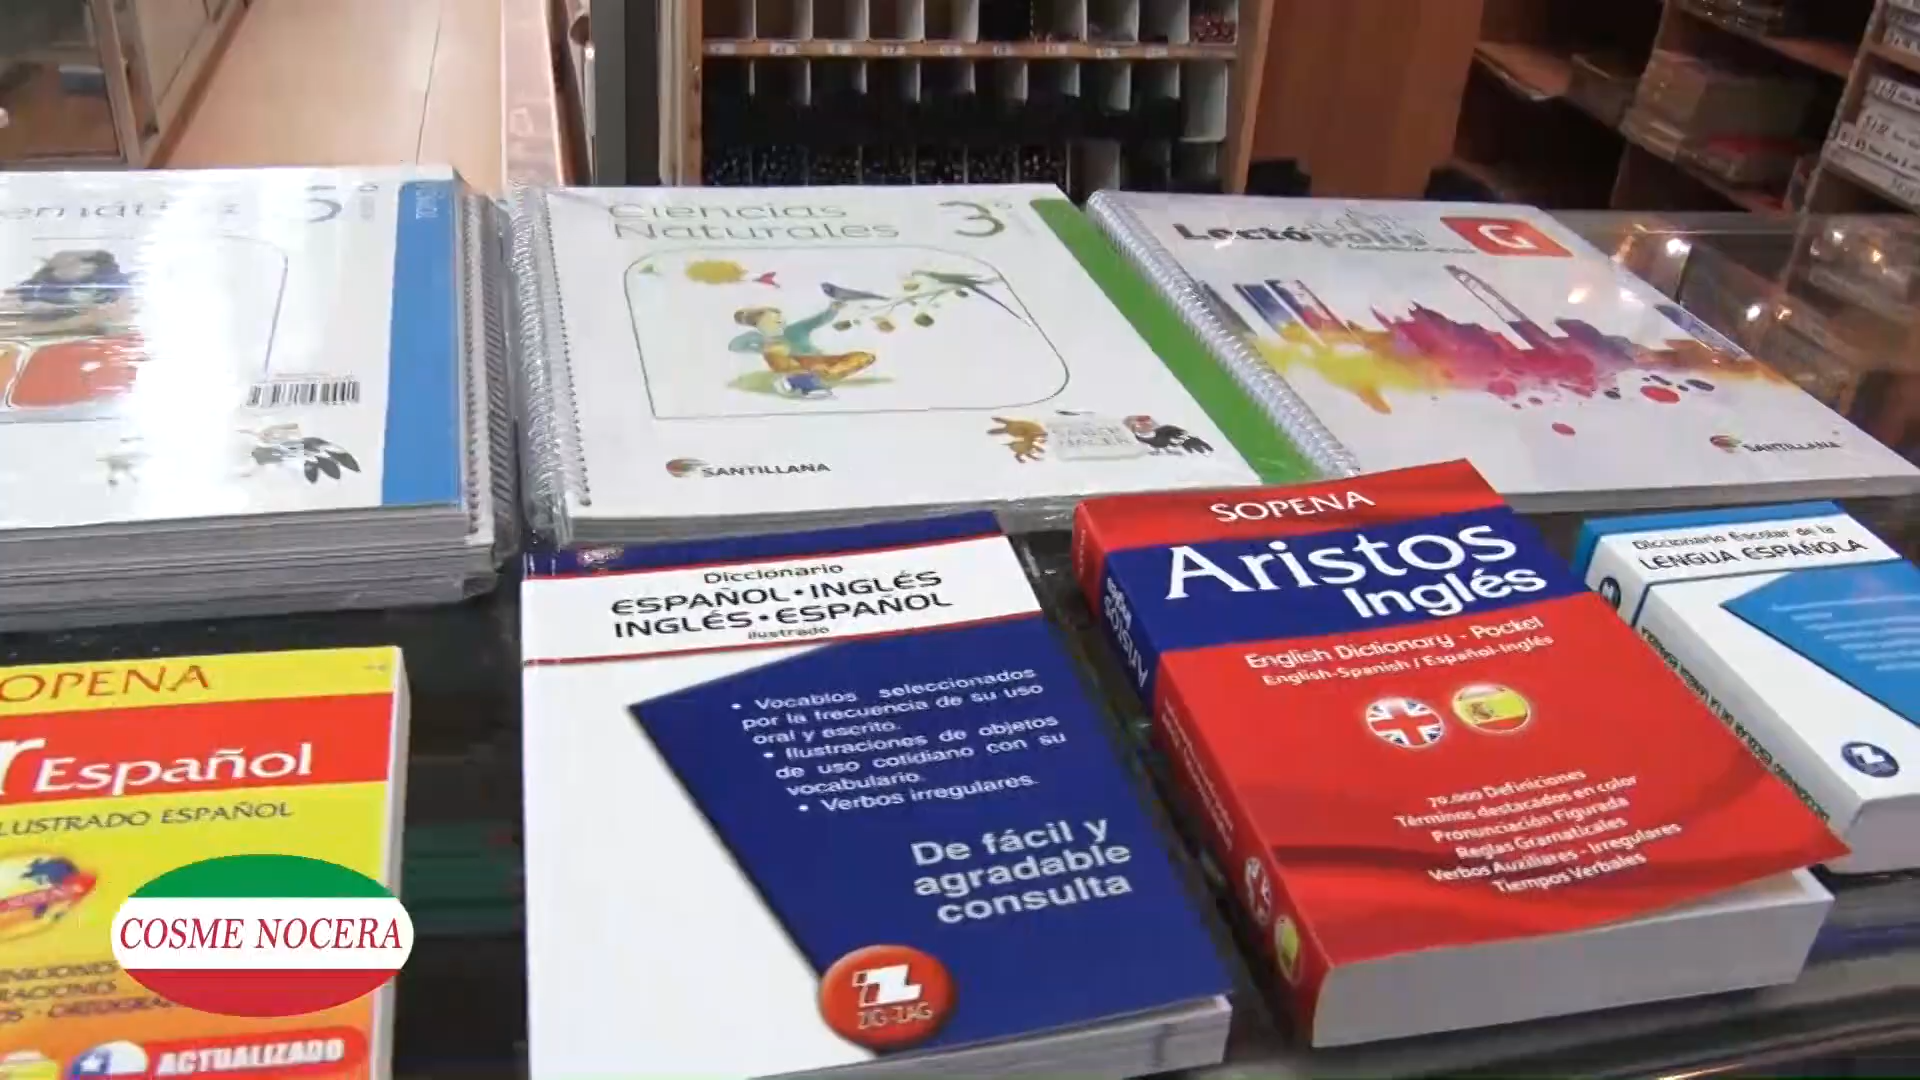 5
Ciencias
Naturales
3°
SANTILLANA
Lectópolis
G
SANTILLANA
Diccionario
ESPAÑOL • INGLÉS
INGLÉS • ESPAÑOL
ilustrado
• Vocablos seleccionados
por la frecuencia de su uso
oral y escrito.
• Ilustraciones de objetos
de uso cotidiano con su
vocabulario.
• Verbos irregulares.
De fácil y
agradable
consulta
ZIG-ZAG
SOPENA
Aristos
Inglés
English Dictionary - Pocket
English-Spanish / Español-Inglés
70.000 Definiciones
Términos destacados en color
Pronunciación Figurada
Reglas Gramaticales
Verbos Auxiliares - Irregulares
Tiempos Verbales
Diccionario Escolar de la
LENGUA ESPAÑOLA
OPENA
r Español
LUSTRADO ESPAÑOL
COSME NOCERA
ACTUALIZADO